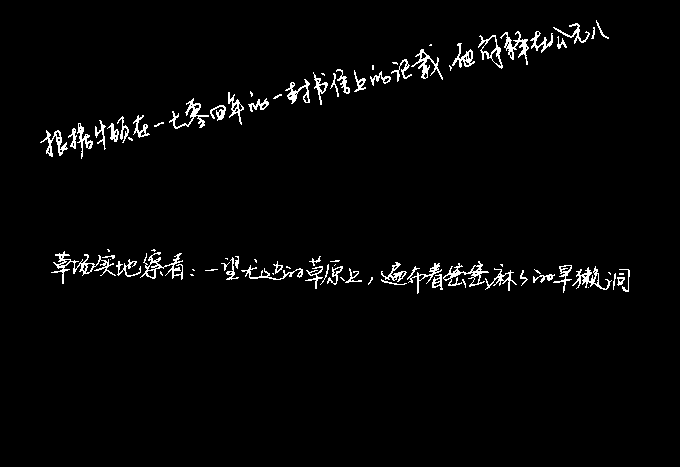 根据牛顿在一七零四年的一封书信上的记载,他解释在公元八
草场实地察看:一望无边的草原上,遍布着密密麻麻的旱獭洞